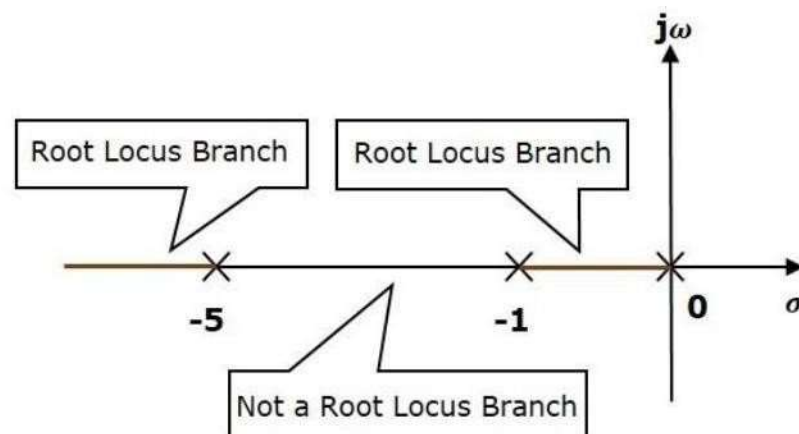 jω
Root Locus Branch
Root Locus Branch
-5
-1
0
σ
Not a Root Locus Branch